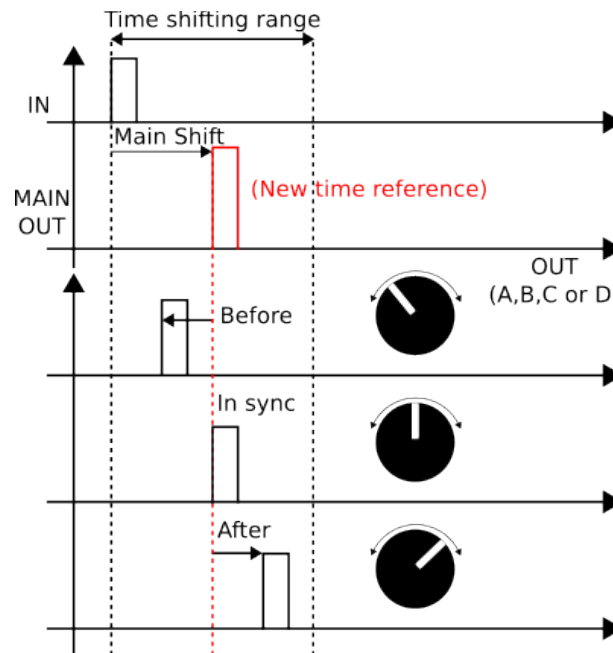 Time shifting range
IN
Main Shift
MAIN
OUT
(New time reference)
OUT
(A,B,C or D
Before
In sync
After